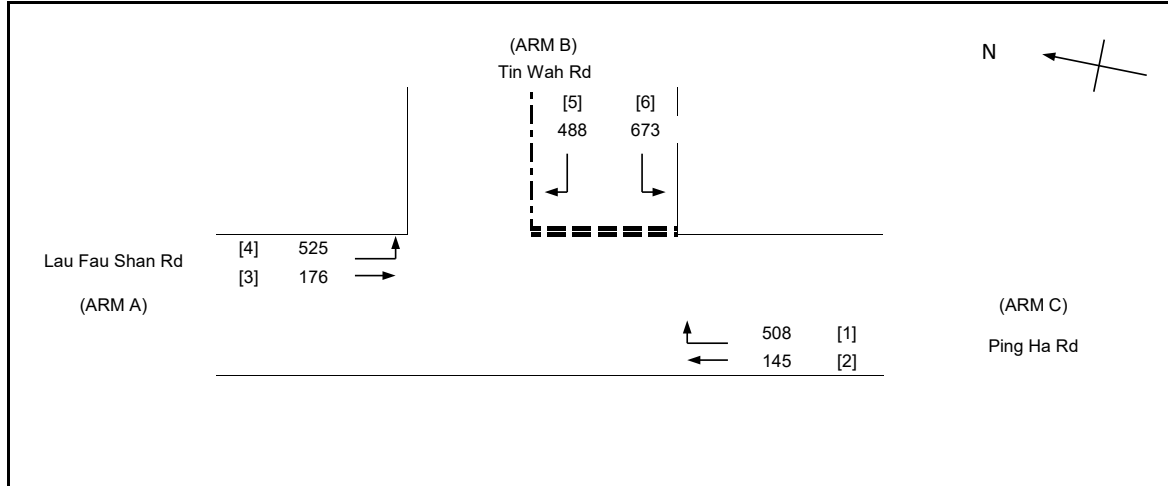 (ARM B)
Tin Wah Rd
N
[5] [6]
488 673
Lau Fau Shan Rd
(ARM A)
[4] 525
[3] 176
508 [1]
145 [2]
(ARM C)
Ping Ha Rd